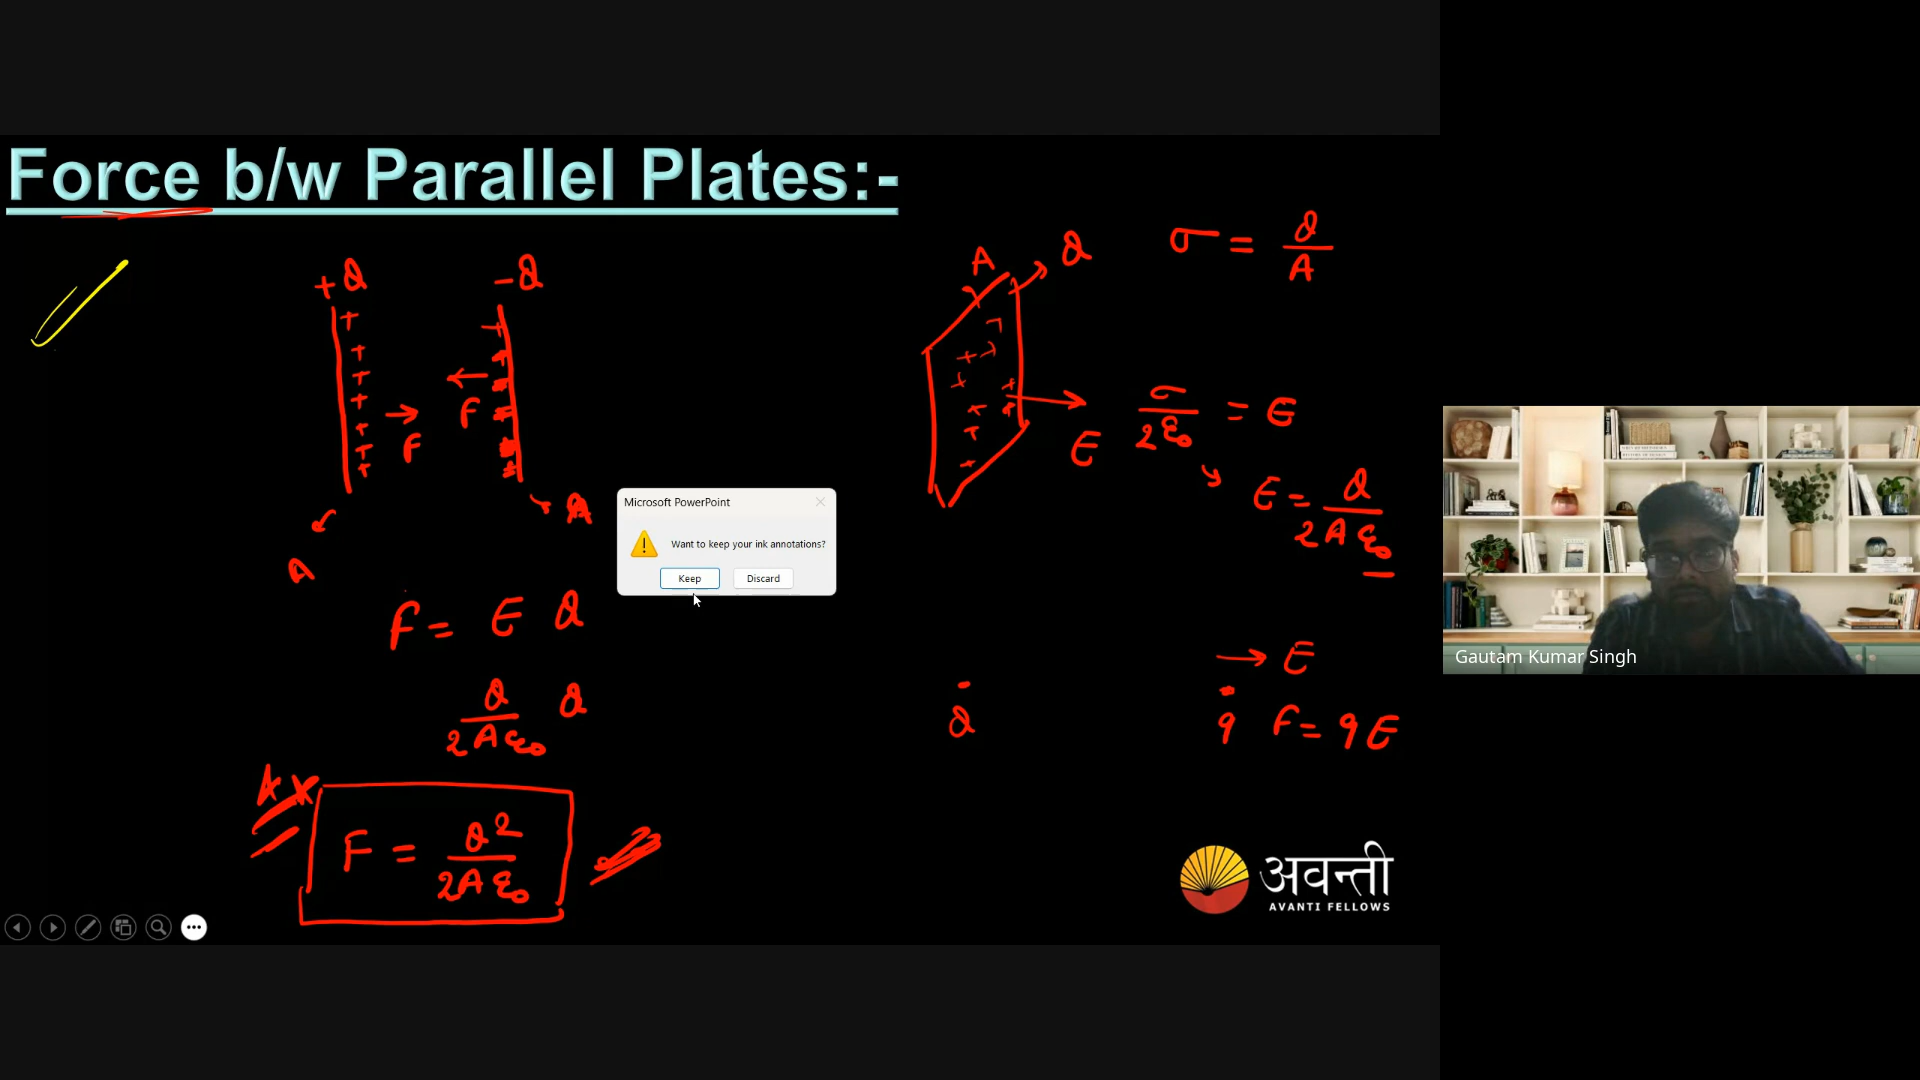 Force b/w Parallel Plates:-
+Q
-Q
F
F
A
A
F = E Q
Q
2Aε₀
Q
F = Q²
2Aε₀
A
Q
σ = Q
A
E
σ
2ε₀
= E
E = Q
2Aε₀
→ E
Q
q
F = qE
Microsoft PowerPoint
Want to keep your ink annotations?
Keep
Discard
Gautam Kumar Singh
अवन्ती
AVANTI FELLOWS